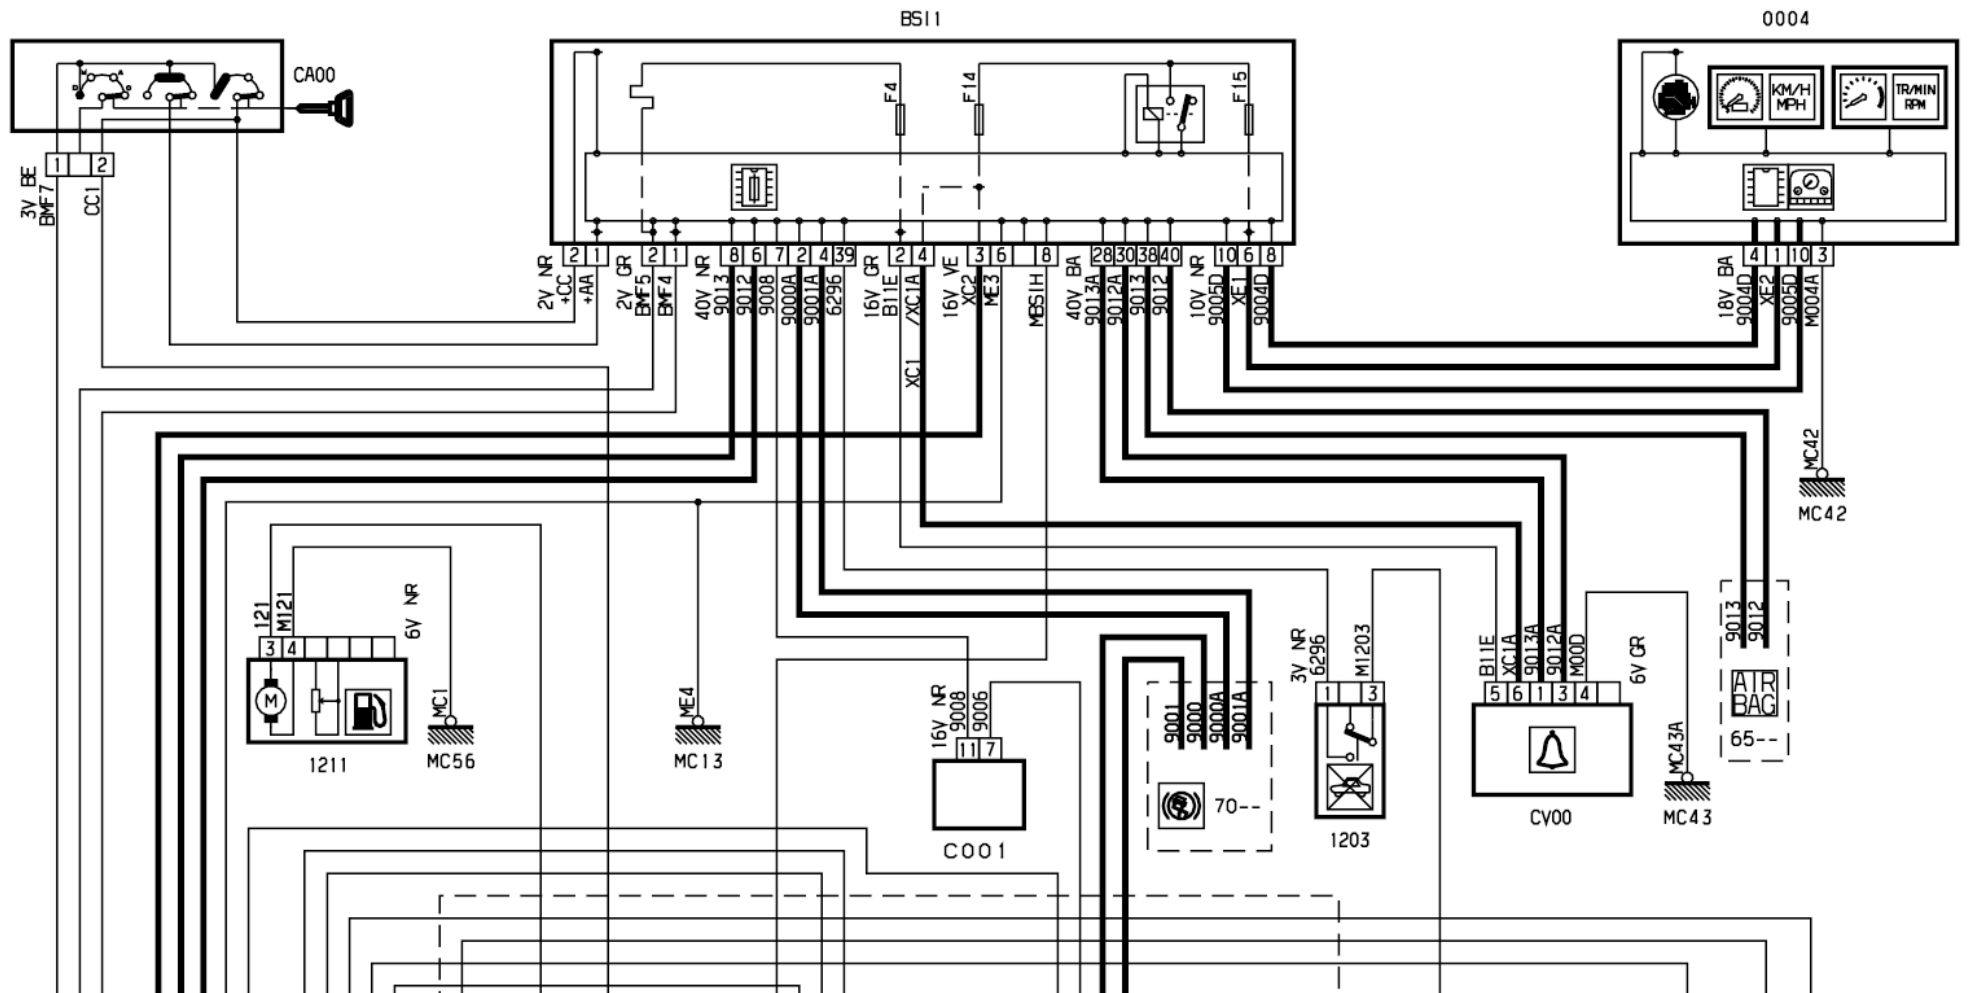 BSI1
0004
CA00
M A
D
F4
F14
F15
KM/H
MPH
TR/MIN
RPM
1 2
3V BE
BMF7
CC1
2 1
2V NR
+CC
+AA
2 1
2V GR
BMF5
BMF4
8 6 7 2 4 39
40V NR
9013
9012
9008
9000A
9001A
6296
2 4
16V GR
B11E
/XC1A
XC1
3 6 8
16V VE
XC2
ME3
MBSIH
28 30 38 40
40V BA
9013A
9012A
9013
9012
10 6 8
10V NR
9005D
XE1
9004D
4 1 10 3
18V BA
9004D
XE2
9005D
M004A
MC42
MC42
121
M121
6V NR
3 4
M
1211
MC1
MC56
ME4
MC13
16V NR
9008
9006
11 7
C001
9001
9000
9000A
9001A
70--
3V NR
6296
M1203
1 3
1203
B11E
XC1A
9013A
9012A
M00D
6V GR
5 6 1 3 4
CV00
MC43A
MC43
9013
9012
AIR
BAG
65--